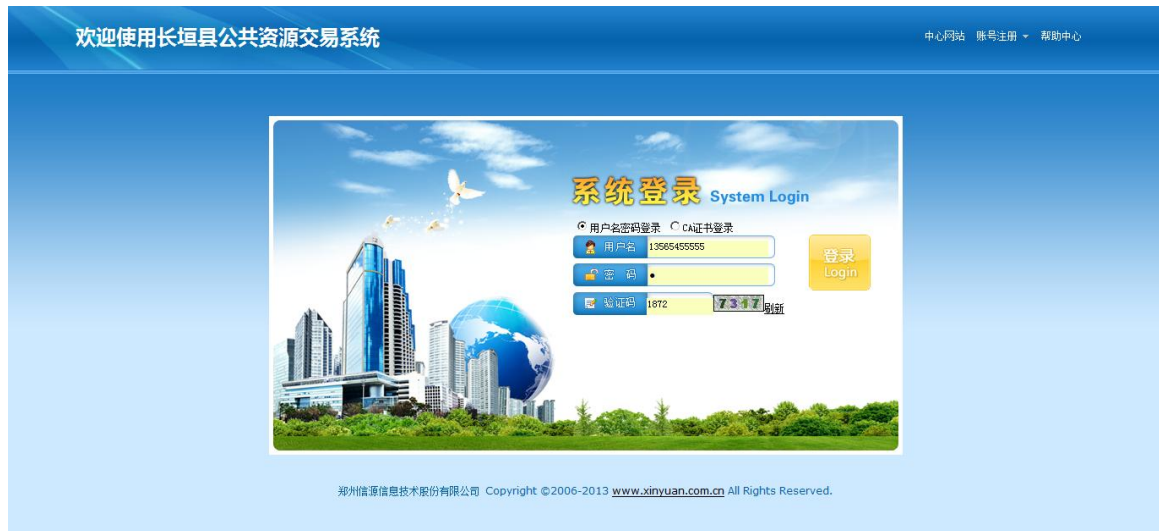 欢迎使用长垣县公共资源交易系统
中心网站 账号注册 帮助中心
系统登录 System Login
用户名密码登录 CA证书登录
用户名 13565455555
登录
Login
密 码
验证码 1872 7317 刷新
郑州信源信息技术股份有限公司 Copyright ©2006-2013 www.xinyuan.com.cn All Rights Reserved.